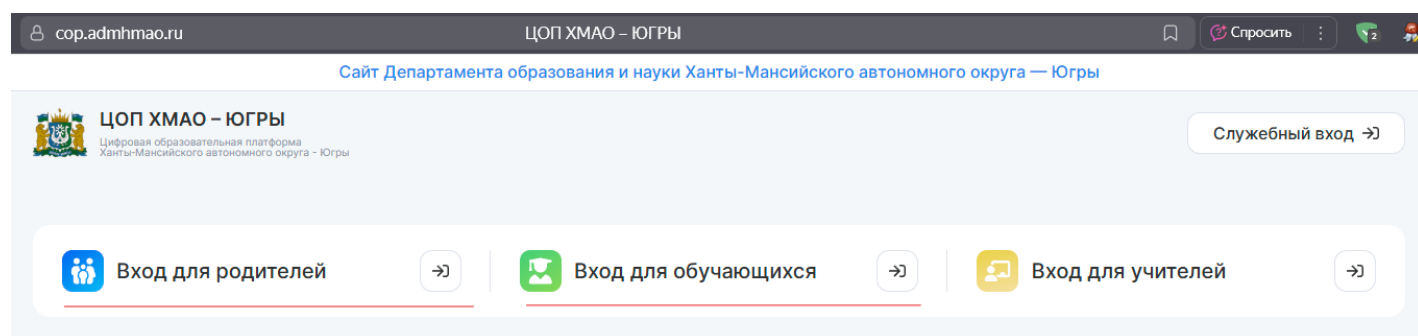 cop.admhmao.ru ЦОП ХМАО – ЮГРЫ Спросить 2
Сайт Департамента образования и науки Ханты-Мансийского автономного округа — Югры
ЦОП ХМАО – ЮГРЫ
Цифровая образовательная платформа
Ханты-Мансийского автономного округа - Югры
Служебный вход
Вход для родителей Вход для обучающихся Вход для учителей